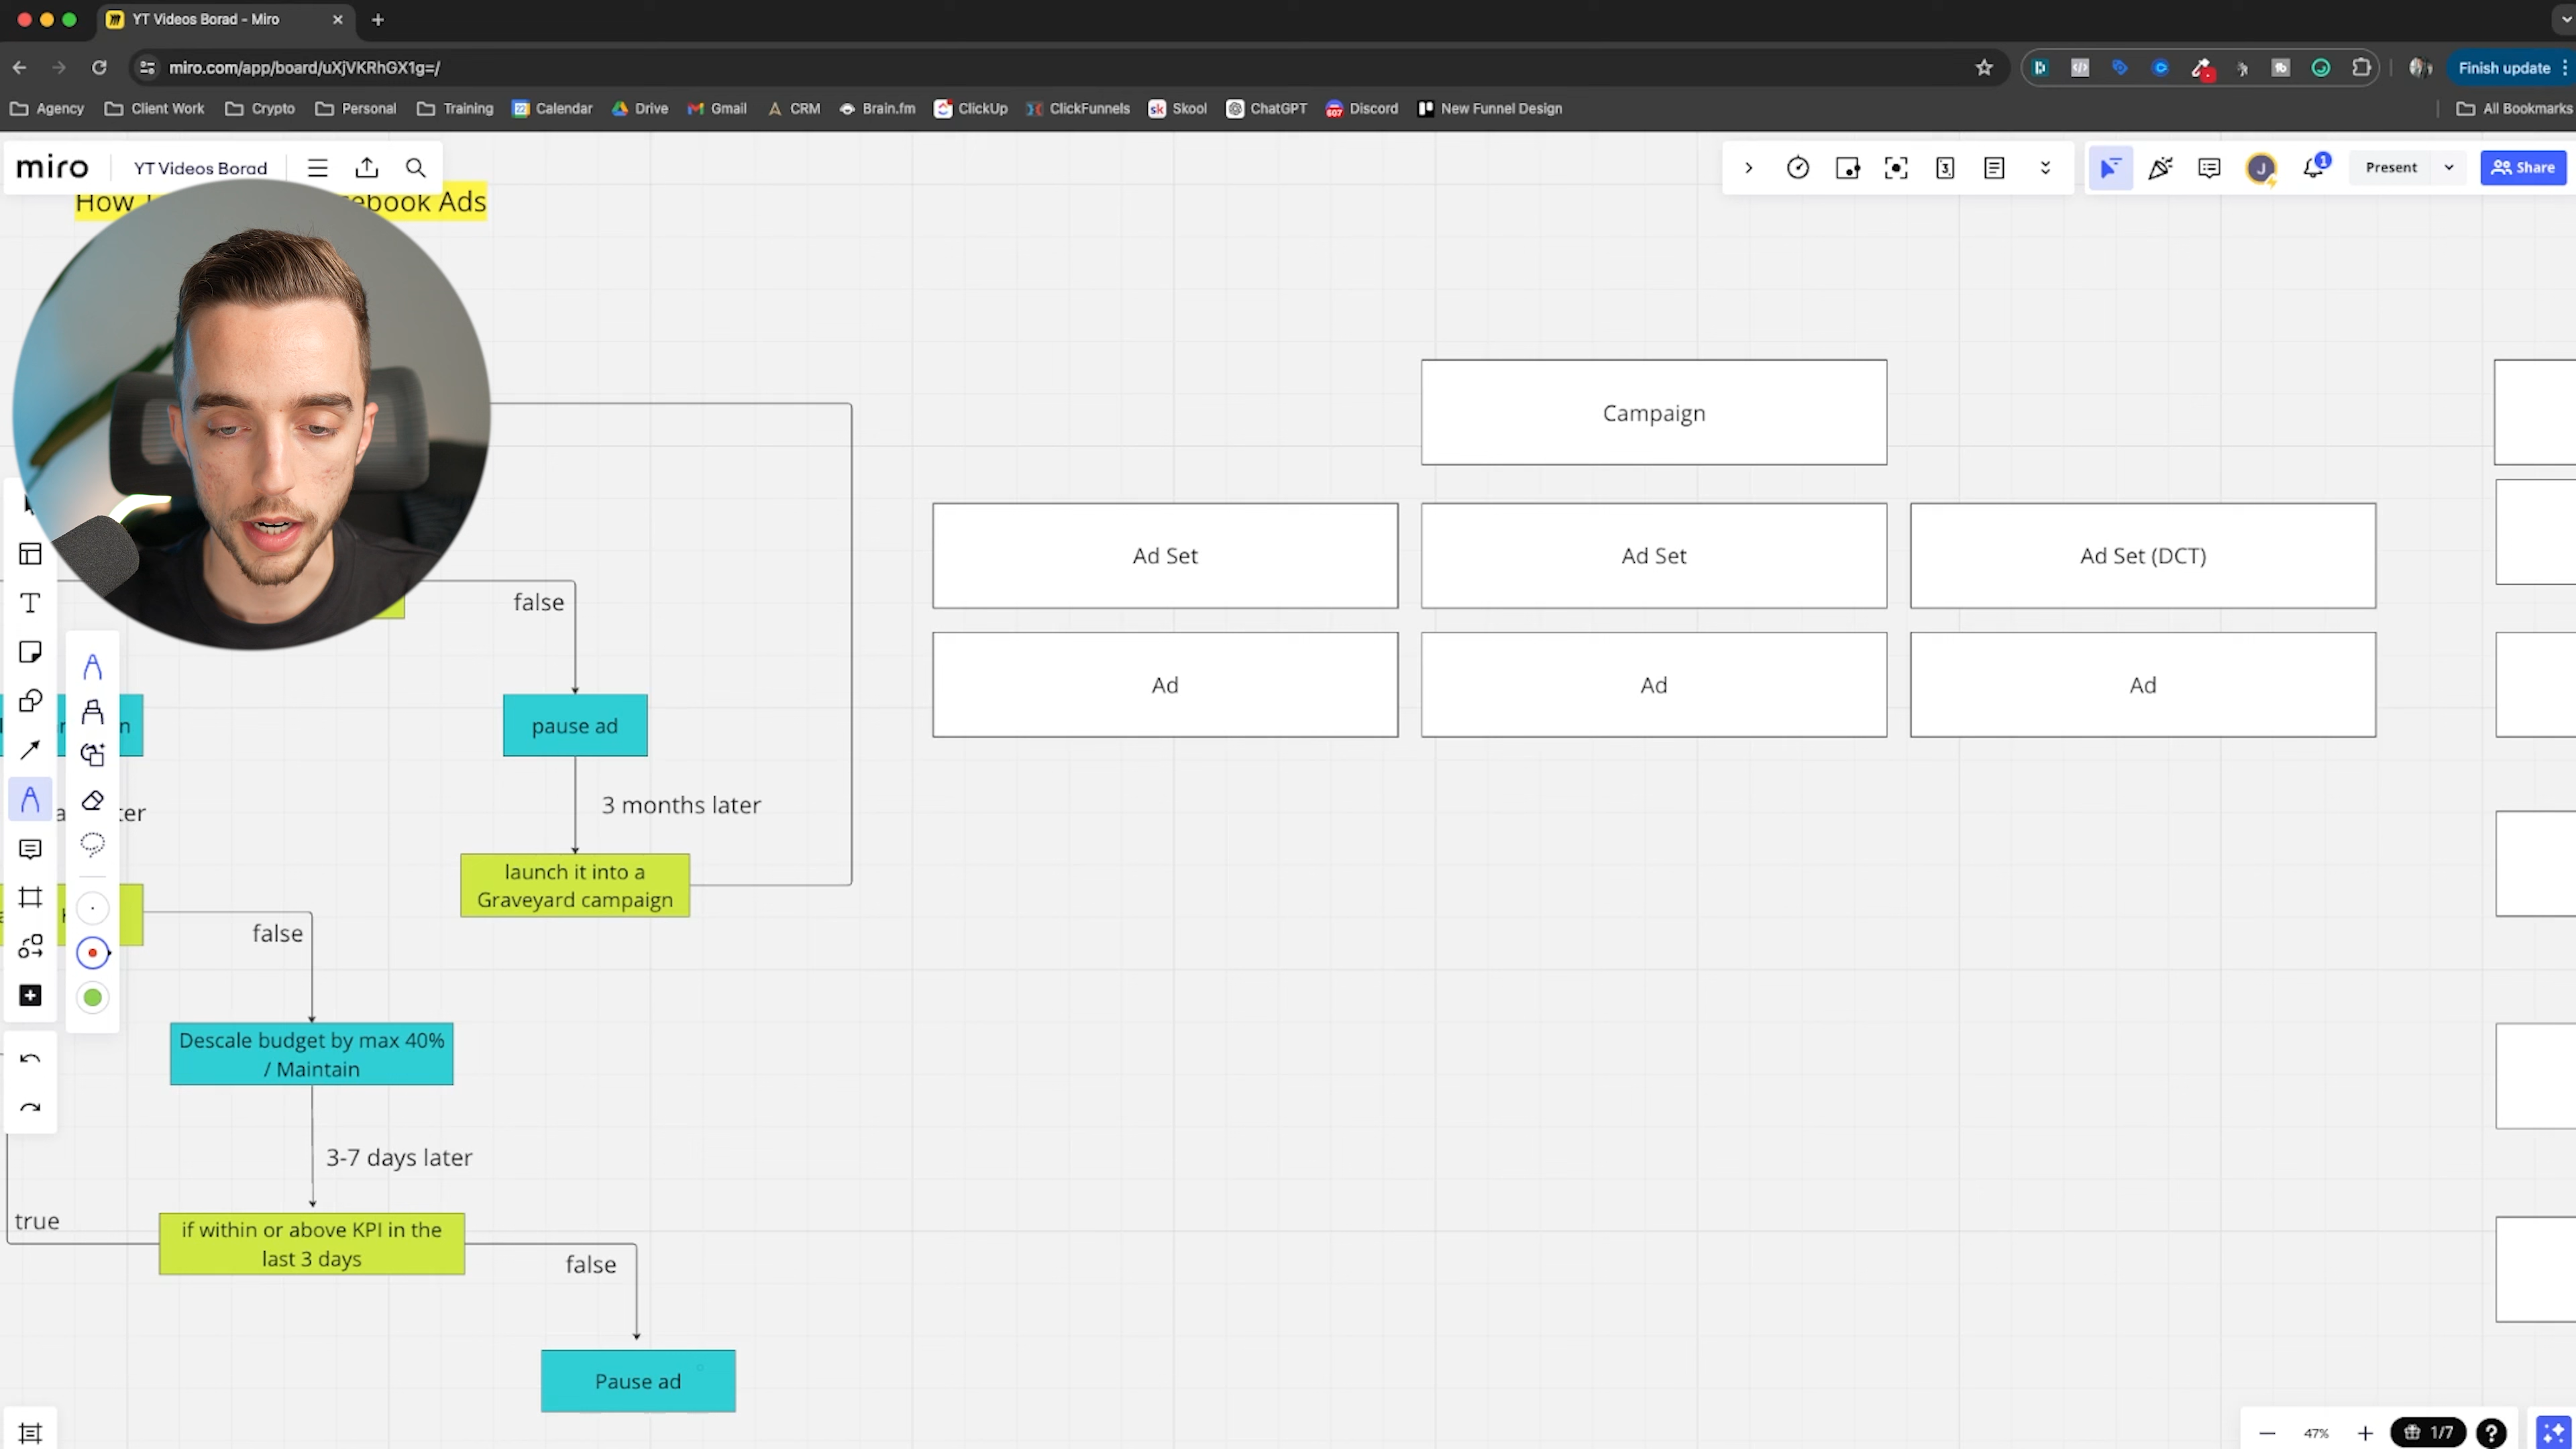 YT Videos Borad - Miro
miro.com/app/board/uXjVKRhGX1g=/
Finish update
Agency
Client Work
Crypto
Personal
Training
Calendar
Drive
Gmail
CRM
Brain.fm
ClickUp
ClickFunnels
Skool
ChatGPT
Discord
New Funnel Design
All Bookmarks
miro
YT Videos Borad
3
J
1
Present
Share
How
ebook Ads
Campaign
Ad Set
Ad Set
Ad Set (DCT)
false
Ad
Ad
Ad
pause ad
3 months later
launch it into a
Graveyard campaign
false
Descale budget by max 40%
/ Maintain
3-7 days later
true
if within or above KPI in the
last 3 days
false
Pause ad
47%
1/7